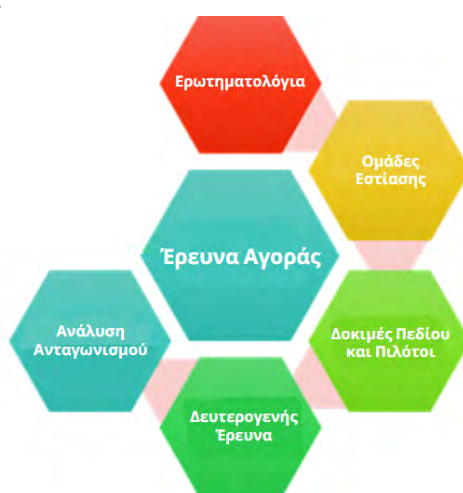 Ερωτηματολόγια
Ομάδες
Εστίασης
Έρευνα Αγοράς
Δοκιμές Πεδίου
και Πιλότοι
Ανάλυση
Ανταγωνισμού
Δευτερογενής
Έρευνα